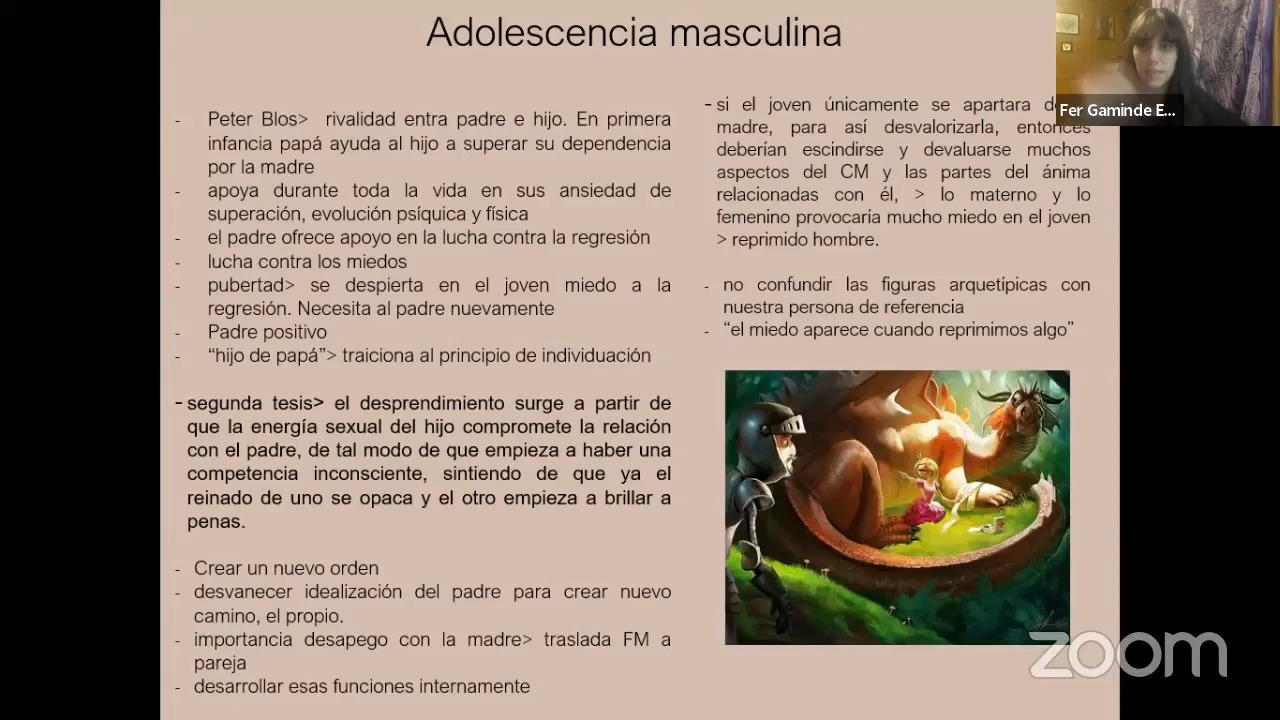 Adolescencia masculina
- Peter Blos> rivalidad entra padre e hijo. En primera
infancia papá ayuda al hijo a superar su dependencia
por la madre
- apoya durante toda la vida en sus ansiedad de
superación, evolución psíquica y física
- el padre ofrece apoyo en la lucha contra la regresión
- lucha contra los miedos
- pubertad> se despierta en el joven miedo a la
regresión. Necesita al padre nuevamente
- Padre positivo
- “hijo de papá”> traiciona al principio de individuación
- segunda tesis> el desprendimiento surge a partir de
que la energía sexual del hijo compromete la relación
con el padre, de tal modo de que empieza a haber una
competencia inconsciente, sintiendo de que ya el
reinado de uno se opaca y el otro empieza a brillar a
penas.
- Crear un nuevo orden
- desvanecer idealización del padre para crear nuevo
camino, el propio.
- importancia desapego con la madre> traslada FM a
pareja
- desarrollar esas funciones internamente
- si el joven únicamente se apartara
madre, para así desvalorizarla, entonces
deberían escindirse y devaluarse muchos
aspectos del CM y las partes del ánima
relacionadas con él, > lo materno y lo
femenino provocaría mucho miedo en el joven
> reprimido hombre.
- no confundir las figuras arquetípicas con
nuestra persona de referencia
- “el miedo aparece cuando reprimimos algo”
Fer Gaminde E...
zoom